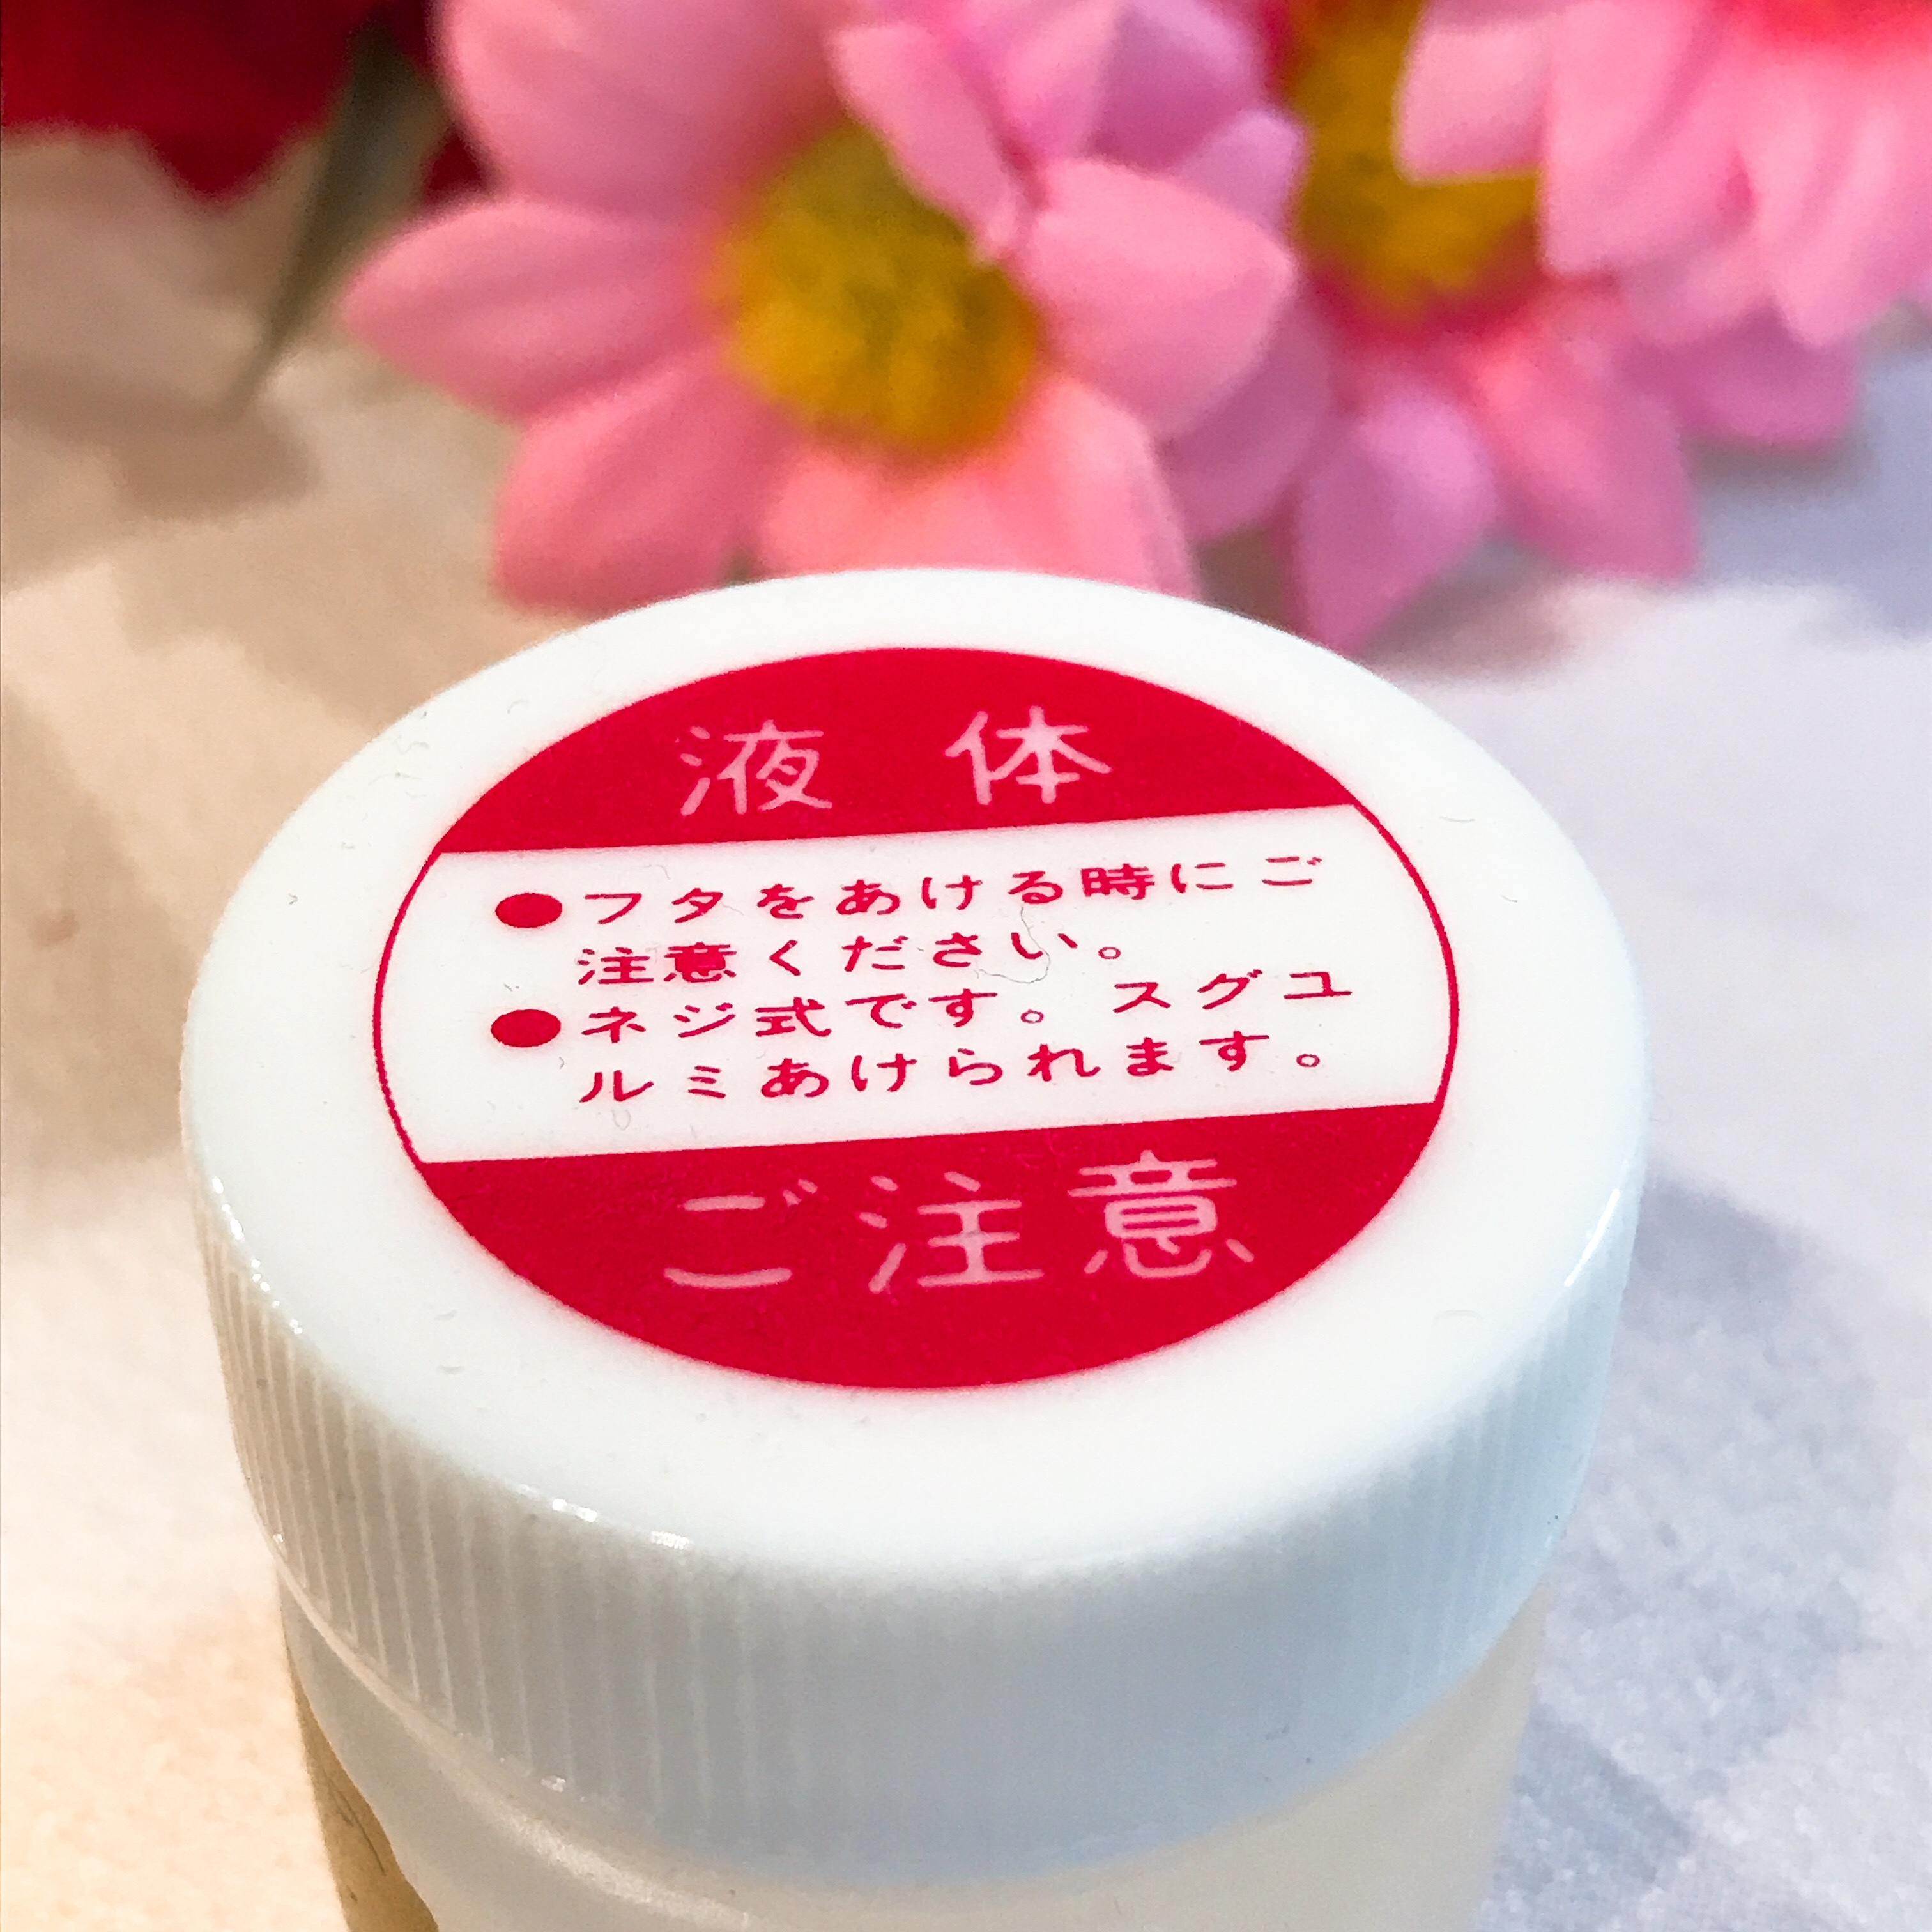 液体
●フタをあける時にご
注意ください。
●ネジ式です。スグユ
ルミあけられます。
ご注意